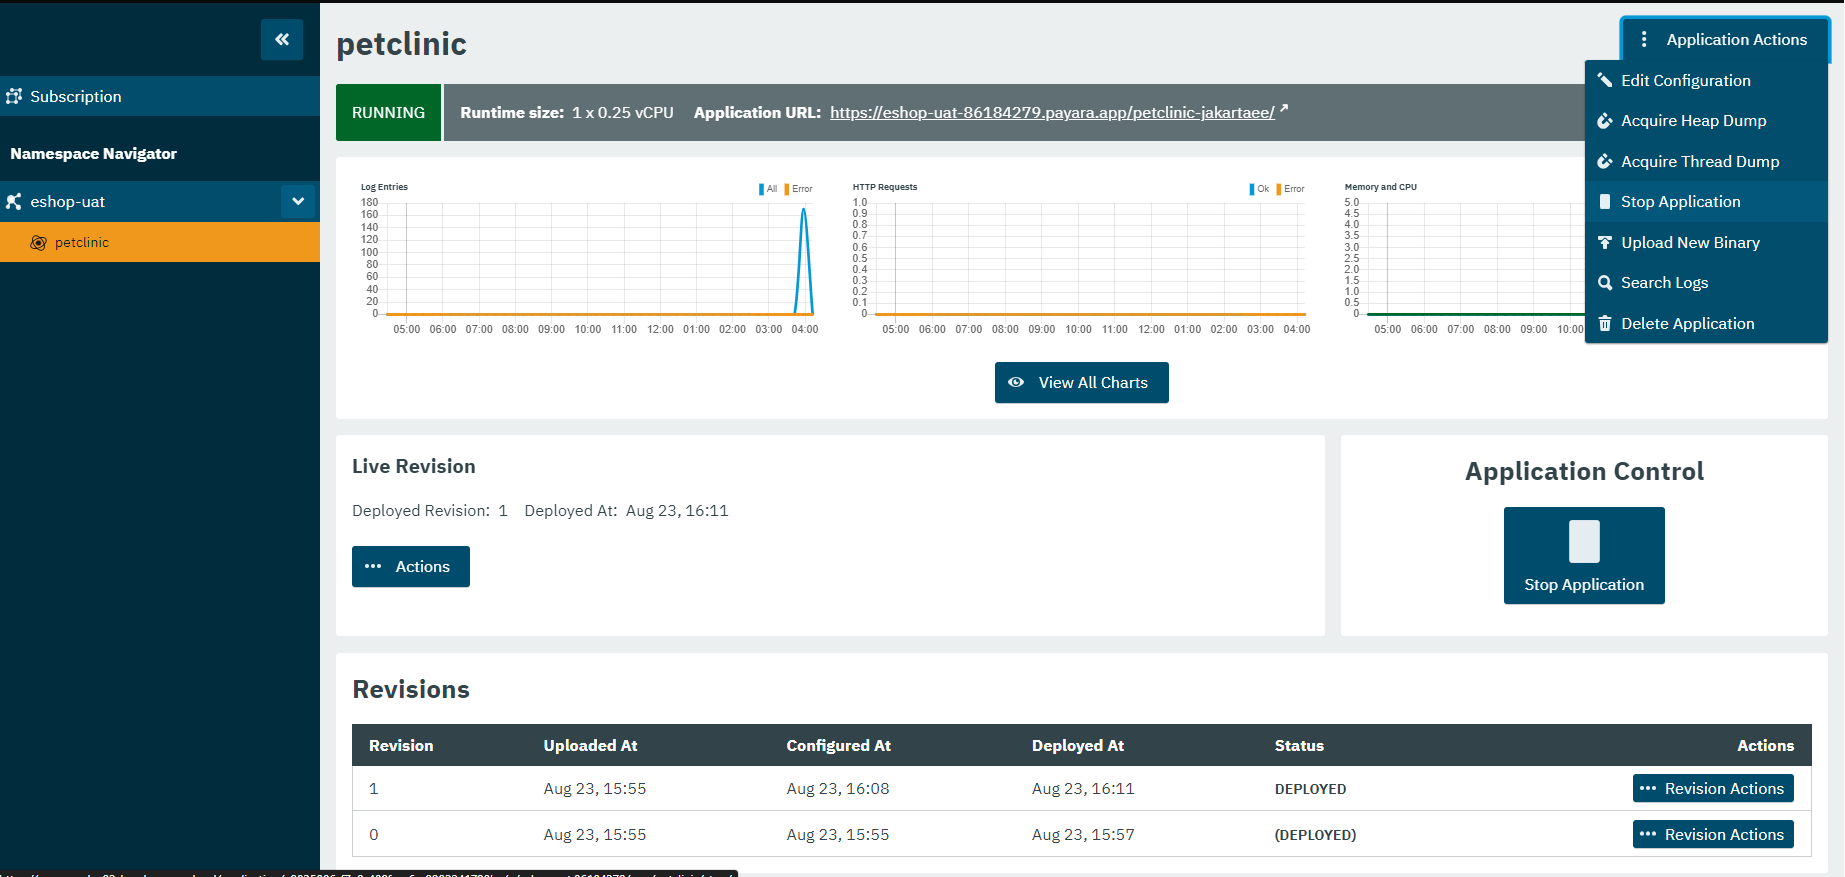 petclinic
Application Actions
Subscription
Namespace Navigator
eshop-uat
petclinic
RUNNING
Runtime size: 1 x 0.25 vCPU Application URL: https://eshop-uat-86184279.payara.app/petclinic-jakartaee/
Edit Configuration
Acquire Heap Dump
Acquire Thread Dump
Stop Application
Upload New Binary
Search Logs
Delete Application
Log Entries
All Error
180
160
140
120
100
80
60
40
20
0
05:00 06:00 07:00 08:00 09:00 10:00 11:00 12:00 01:00 02:00 03:00 04:00
HTTP Requests
Ok Error
1.0
0.9
0.8
0.7
0.6
0.5
0.4
0.3
0.2
0.1
0
05:00 06:00 07:00 08:00 09:00 10:00 11:00 12:00 01:00 02:00 03:00 04:00
Memory and CPU
5.0
4.5
4.0
3.5
3.0
2.5
2.0
1.5
1.0
0.5
0
05:00 06:00 07:00 08:00 09:00 10:00
View All Charts
Live Revision
Deployed Revision: 1 Deployed At: Aug 23, 16:11
Actions
Application Control
Stop Application
Revisions
Revision Uploaded At Configured At Deployed At Status Actions
1 Aug 23, 15:55 Aug 23, 16:08 Aug 23, 16:11 DEPLOYED Revision Actions
0 Aug 23, 15:55 Aug 23, 15:55 Aug 23, 15:57 (DEPLOYED) Revision Actions